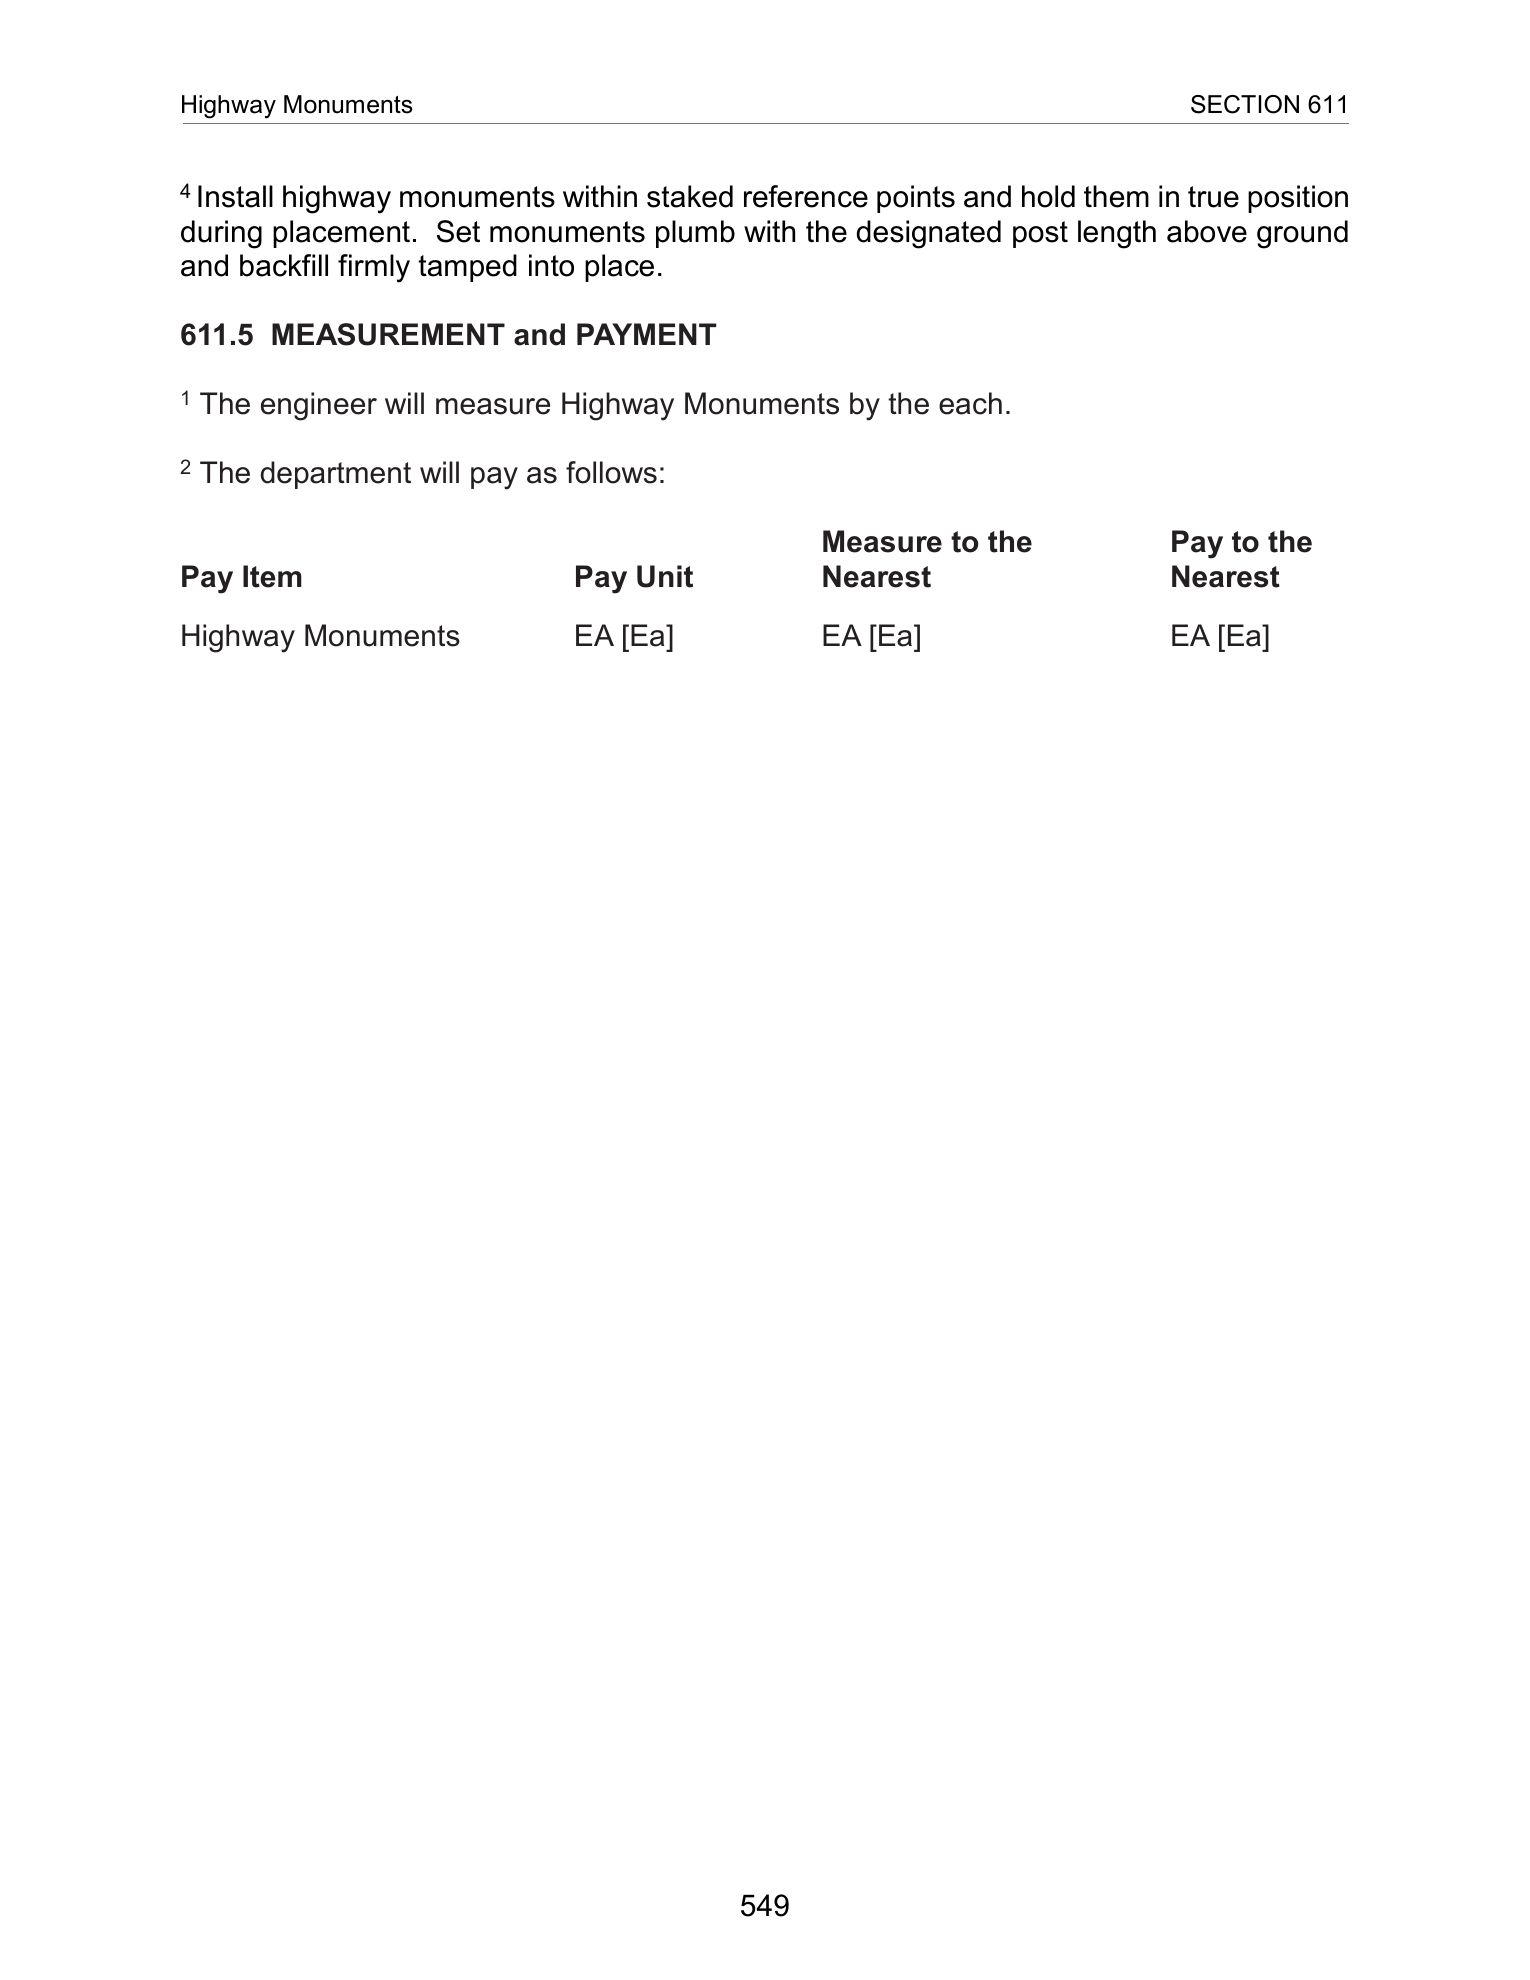 Highway Monuments SECTION 611
4 Install highway monuments within staked reference points and hold them in true position
during placement.  Set monuments plumb with the designated post length above ground
and backfill firmly tamped into place.
611.5  MEASUREMENT and PAYMENT
1 The engineer will measure Highway Monuments by the each.
2 The department will pay as follows:
Measure to the Pay to the
Pay Item Pay Unit Nearest Nearest
Highway Monuments EA [Ea] EA [Ea] EA [Ea]
549